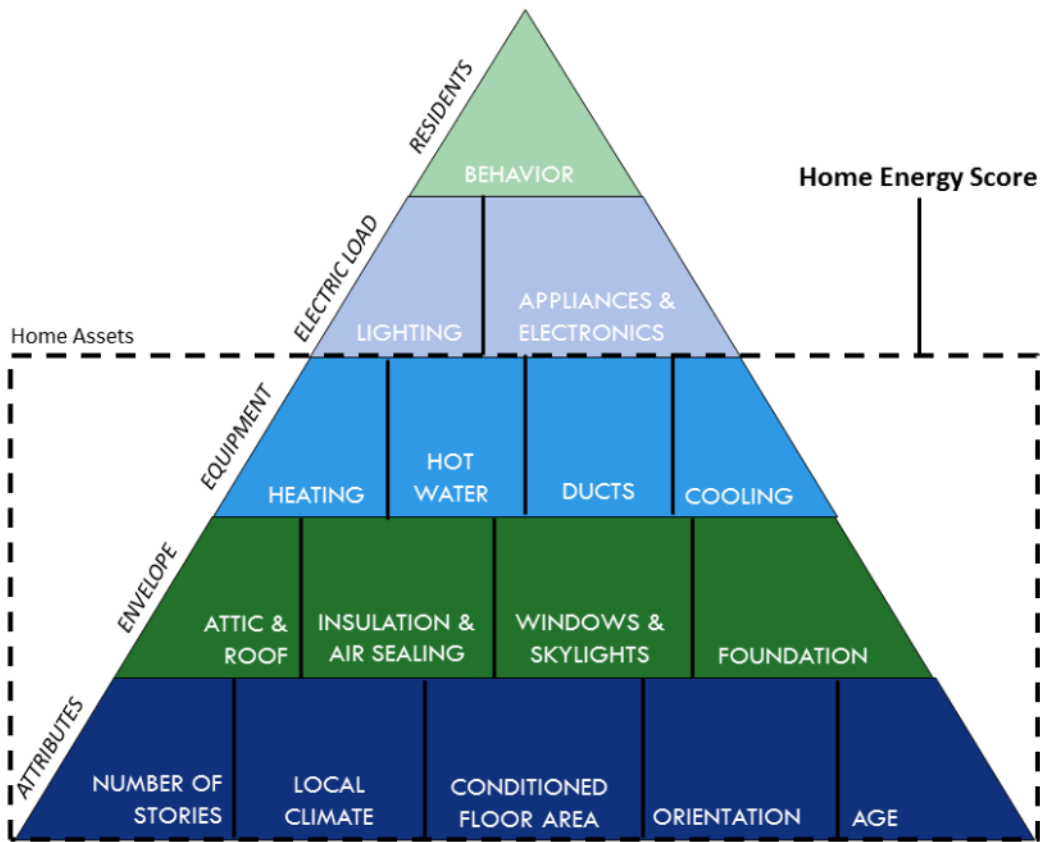 RESIDENTS
BEHAVIOR
Home Energy Score
ELECTRIC LOAD
LIGHTING
APPLIANCES &
ELECTRONICS
Home Assets
EQUIPMENT
HEATING
HOT
WATER
DUCTS
COOLING
ENVELOPE
ATTIC &
ROOF
INSULATION &
AIR SEALING
WINDOWS &
SKYLIGHTS
FOUNDATION
ATTRIBUTES
NUMBER OF
STORIES
LOCAL
CLIMATE
CONDITIONED
FLOOR AREA
ORIENTATION
AGE